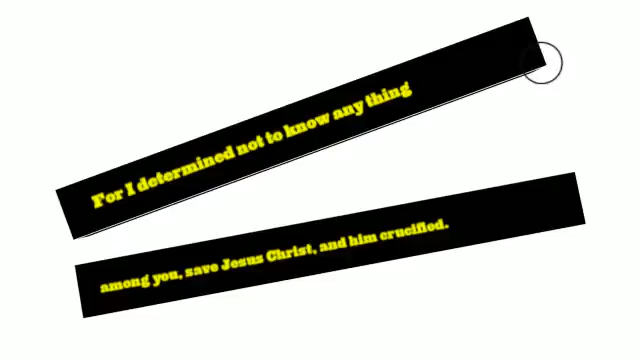 For I determined not to know any thing
among you, save Jesus Christ, and him crucified.